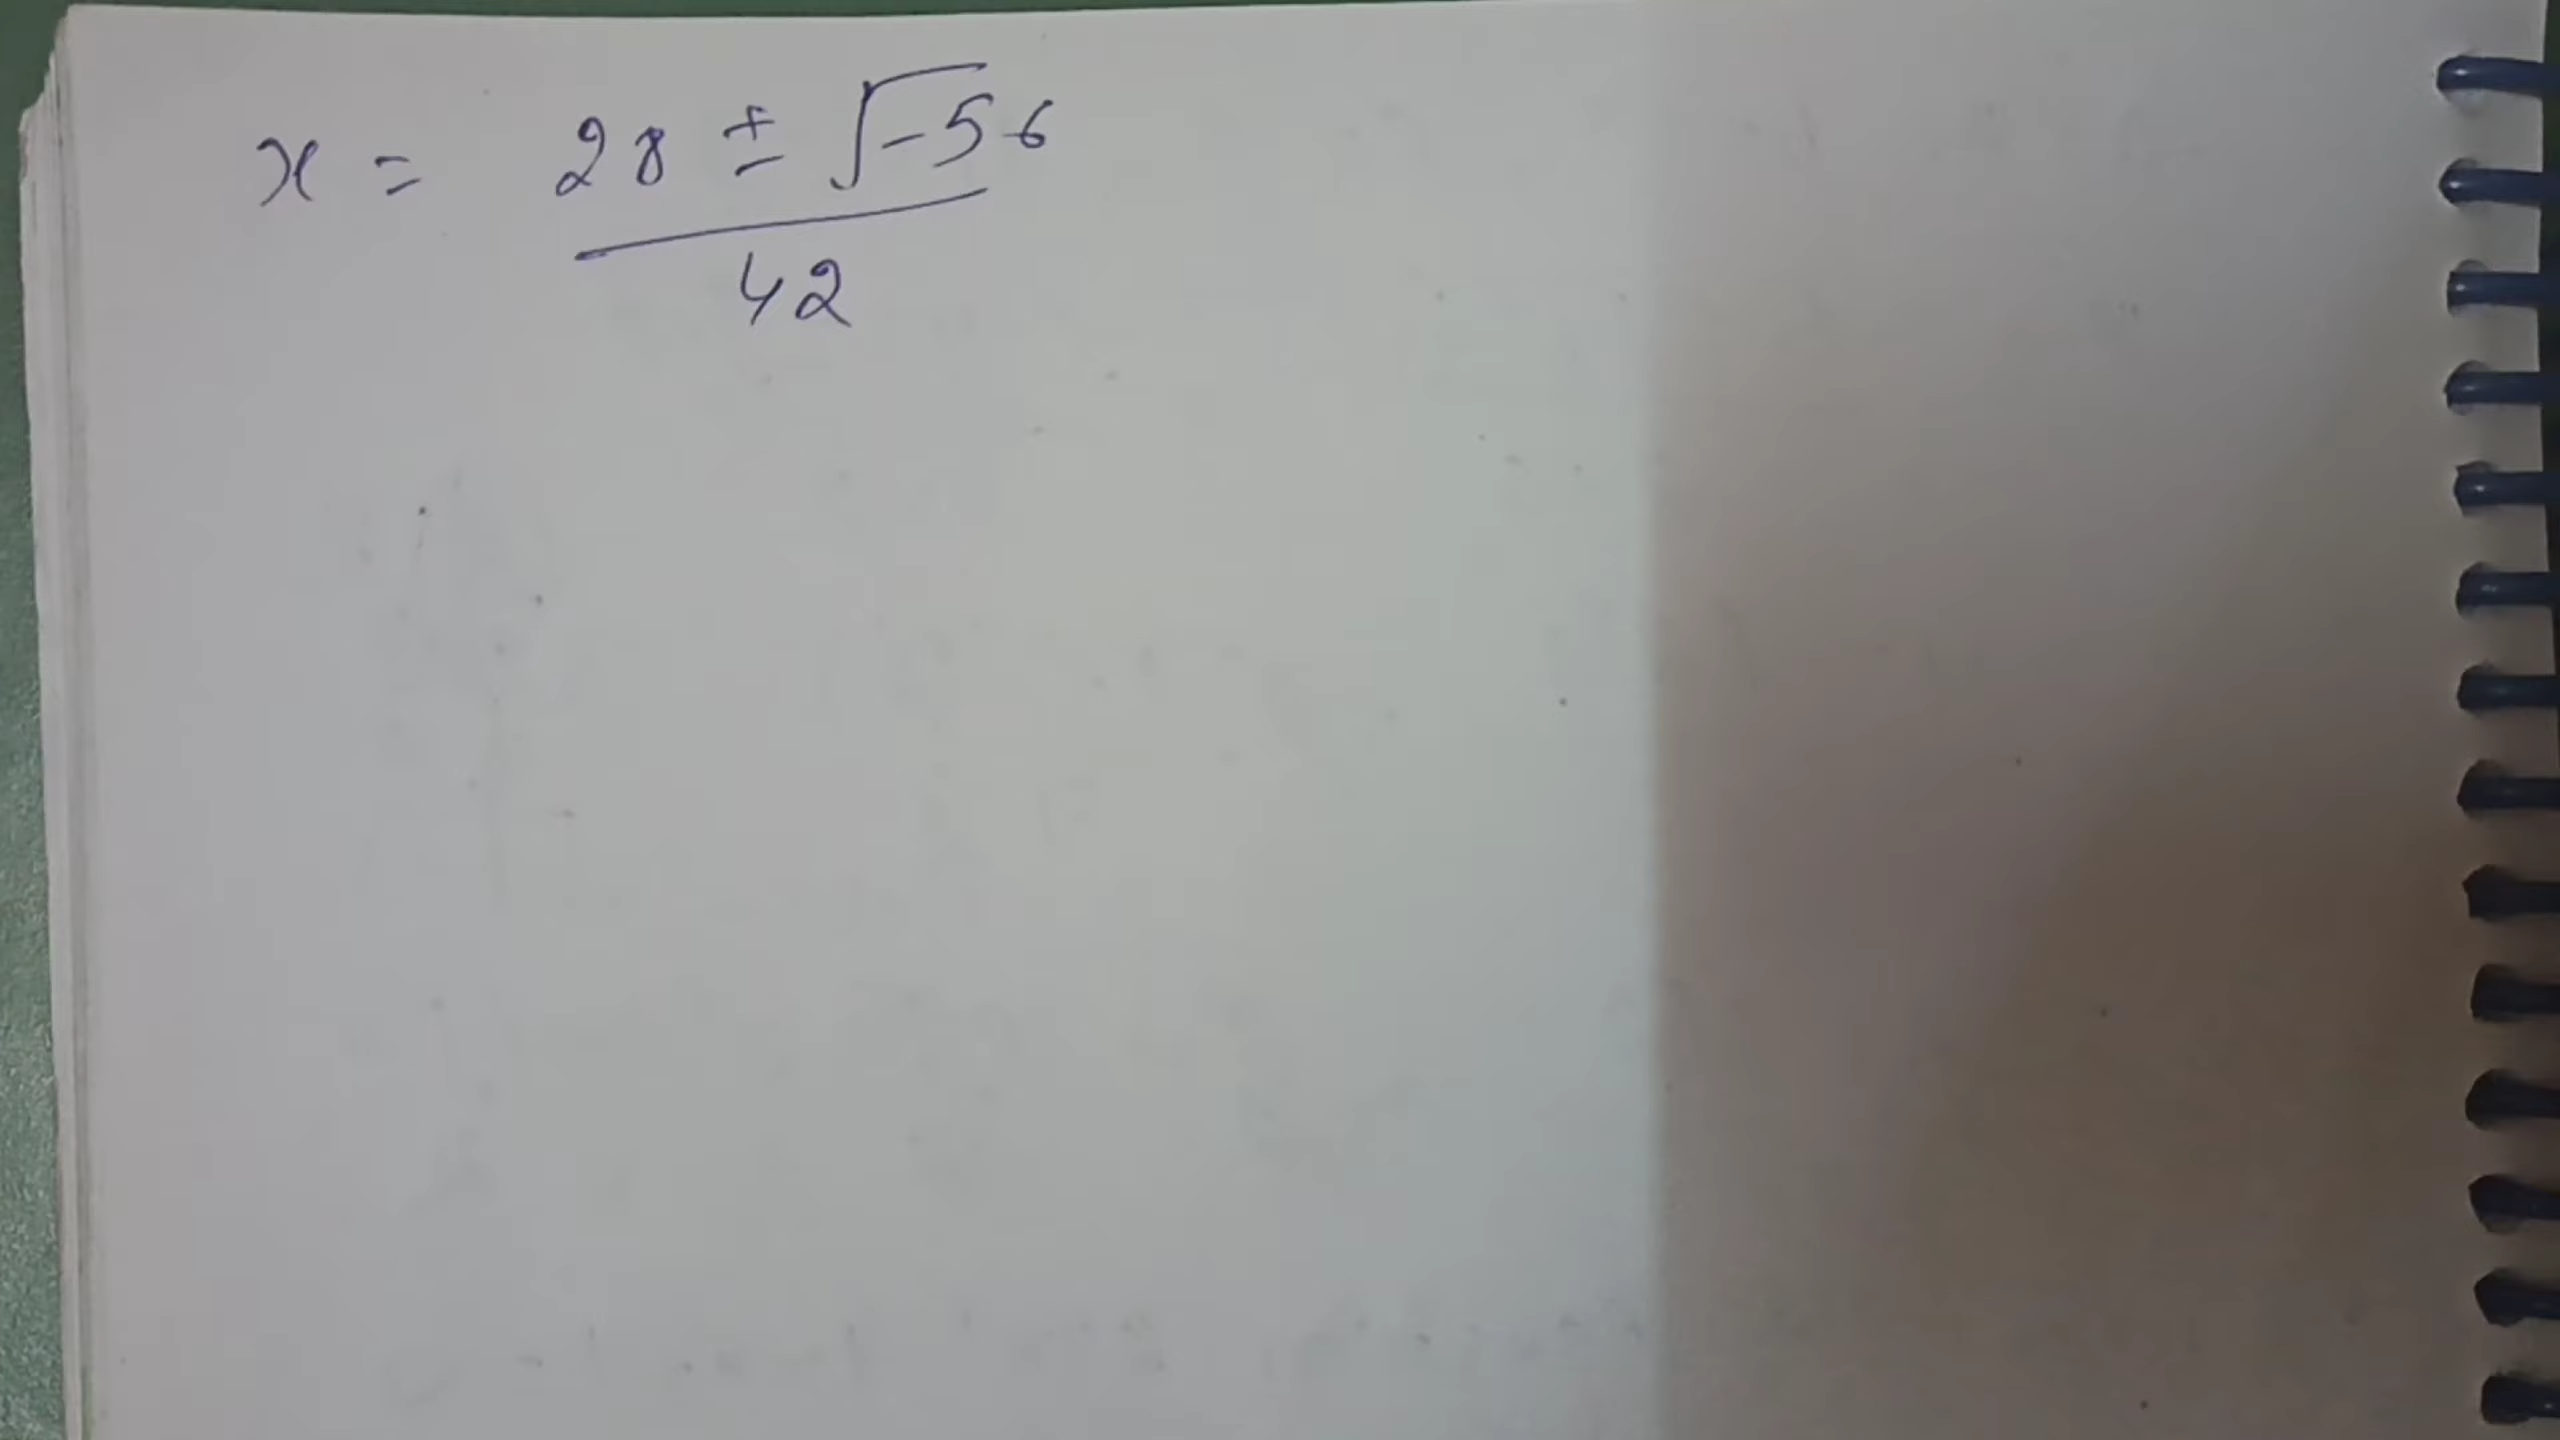 x = 28 ± √-56
42